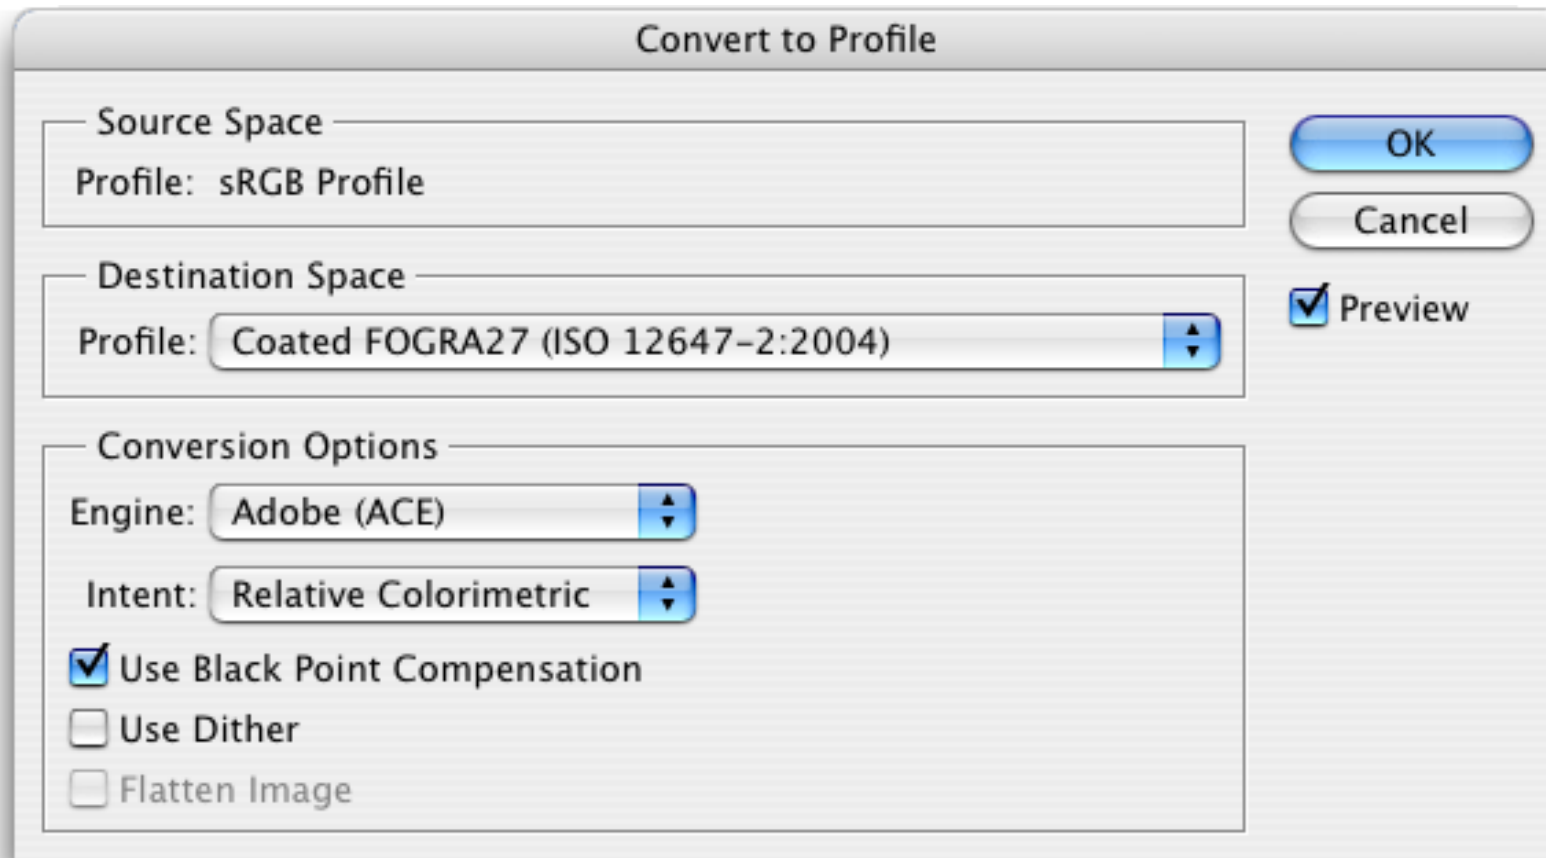 Convert to Profile
Source Space
Profile: sRGB Profile
OK
Cancel
Preview
Destination Space
Profile: Coated FOGRA27 (ISO 12647-2:2004)
Conversion Options
Engine: Adobe (ACE)
Intent: Relative Colorimetric
Use Black Point Compensation
Use Dither
Flatten Image